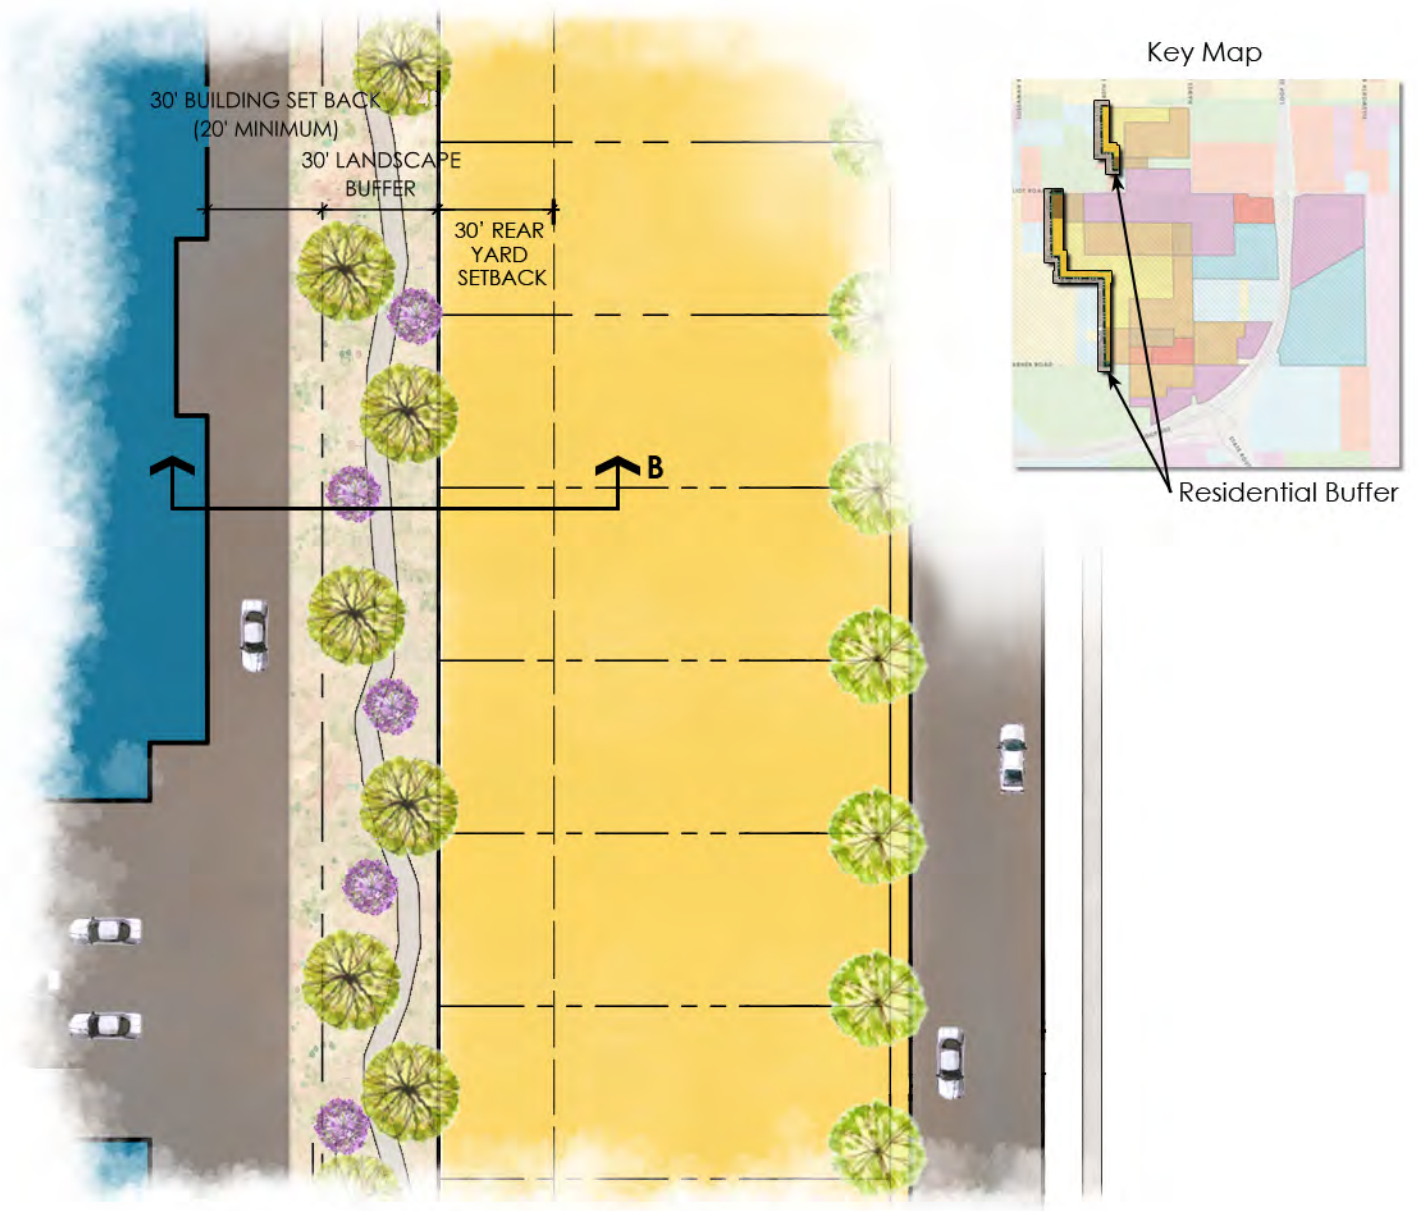 Key Map
30' BUILDING SET BACK
(20' MINIMUM)
30' LANDSCAPE
BUFFER
30' REAR
YARD
SETBACK
B
Residential Buffer